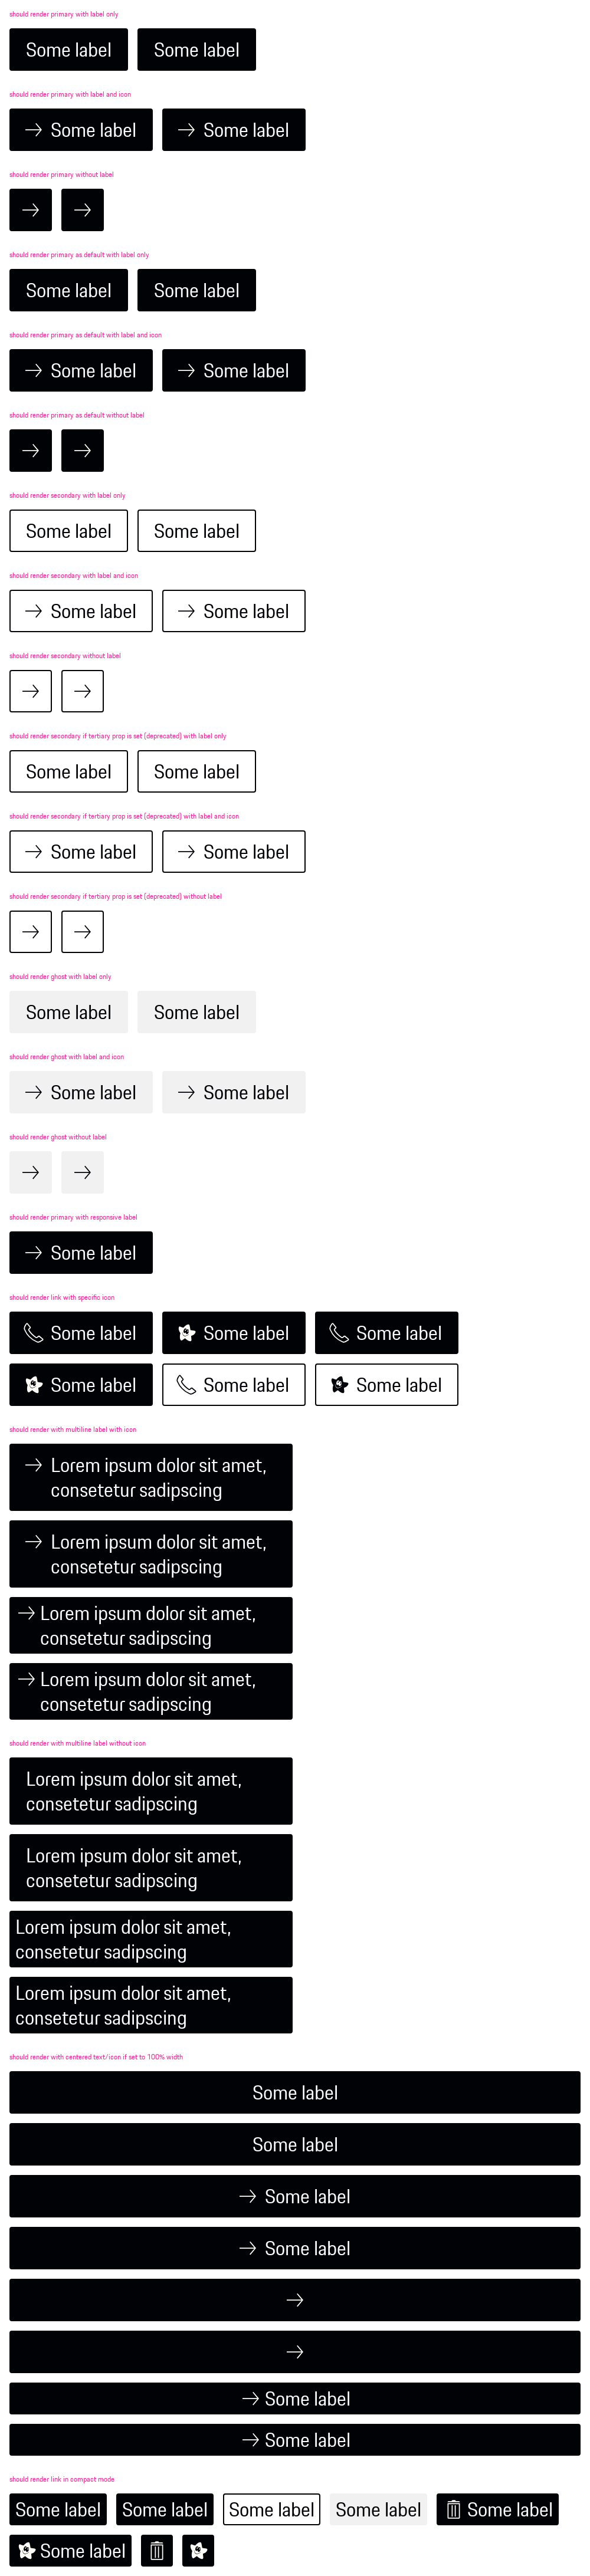 should render primary with label only
Some label Some label
should render primary with label and icon
Some label Some label
should render primary without label
should render primary as default with label only
Some label Some label
should render primary as default with label and icon
Some label Some label
should render primary as default without label
should render secondary with label only
Some label Some label
should render secondary with label and icon
Some label Some label
should render secondary without label
should render secondary if tertiary prop is set (deprecated) with label only
Some label Some label
should render secondary if tertiary prop is set (deprecated) with label and icon
Some label Some label
should render secondary if tertiary prop is set (deprecated) without label
should render ghost with label only
Some label Some label
should render ghost with label and icon
Some label Some label
should render ghost without label
should render primary with responsive label
Some label
should render link with specific icon
Some label Some label Some label
Some label Some label Some label
should render with multiline label with icon
Lorem ipsum dolor sit amet,
consetetur sadipscing
Lorem ipsum dolor sit amet,
consetetur sadipscing
Lorem ipsum dolor sit amet,
consetetur sadipscing
Lorem ipsum dolor sit amet,
consetetur sadipscing
should render with multiline label without icon
Lorem ipsum dolor sit amet,
consetetur sadipscing
Lorem ipsum dolor sit amet,
consetetur sadipscing
Lorem ipsum dolor sit amet,
consetetur sadipscing
Lorem ipsum dolor sit amet,
consetetur sadipscing
should render with centered text/icon if set to 100% width
Some label
Some label
Some label
Some label
Some label
Some label
should render link in compact mode
Some label Some label Some label Some label Some label
Some label